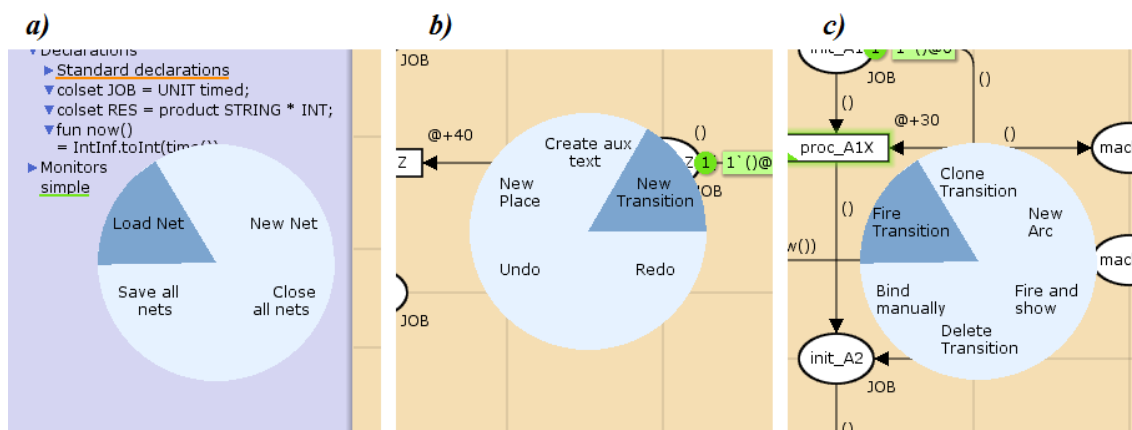 a)
Declarations
Standard declarations
colset JOB = UNIT timed;
colset RES = product STRING * INT;
fun now()
= IntInf.toInt(time())
Monitors
simple
Load Net
New Net
Save all
nets
Close
all nets
b)
JOB
@+40
Z
()
1
1`()@
JOB
Create aux
text
New
Place
New
Transition
Undo
Redo
JOB
c)
init_A1
1
1`()@0
JOB
()
()
@+30
()
proc_A1X
mac
Clone
Transition
()
Fire
Transition
New
Arc
w())
Bind
manually
Fire and
show
Delete
Transition
mac
init_A2
JOB
()